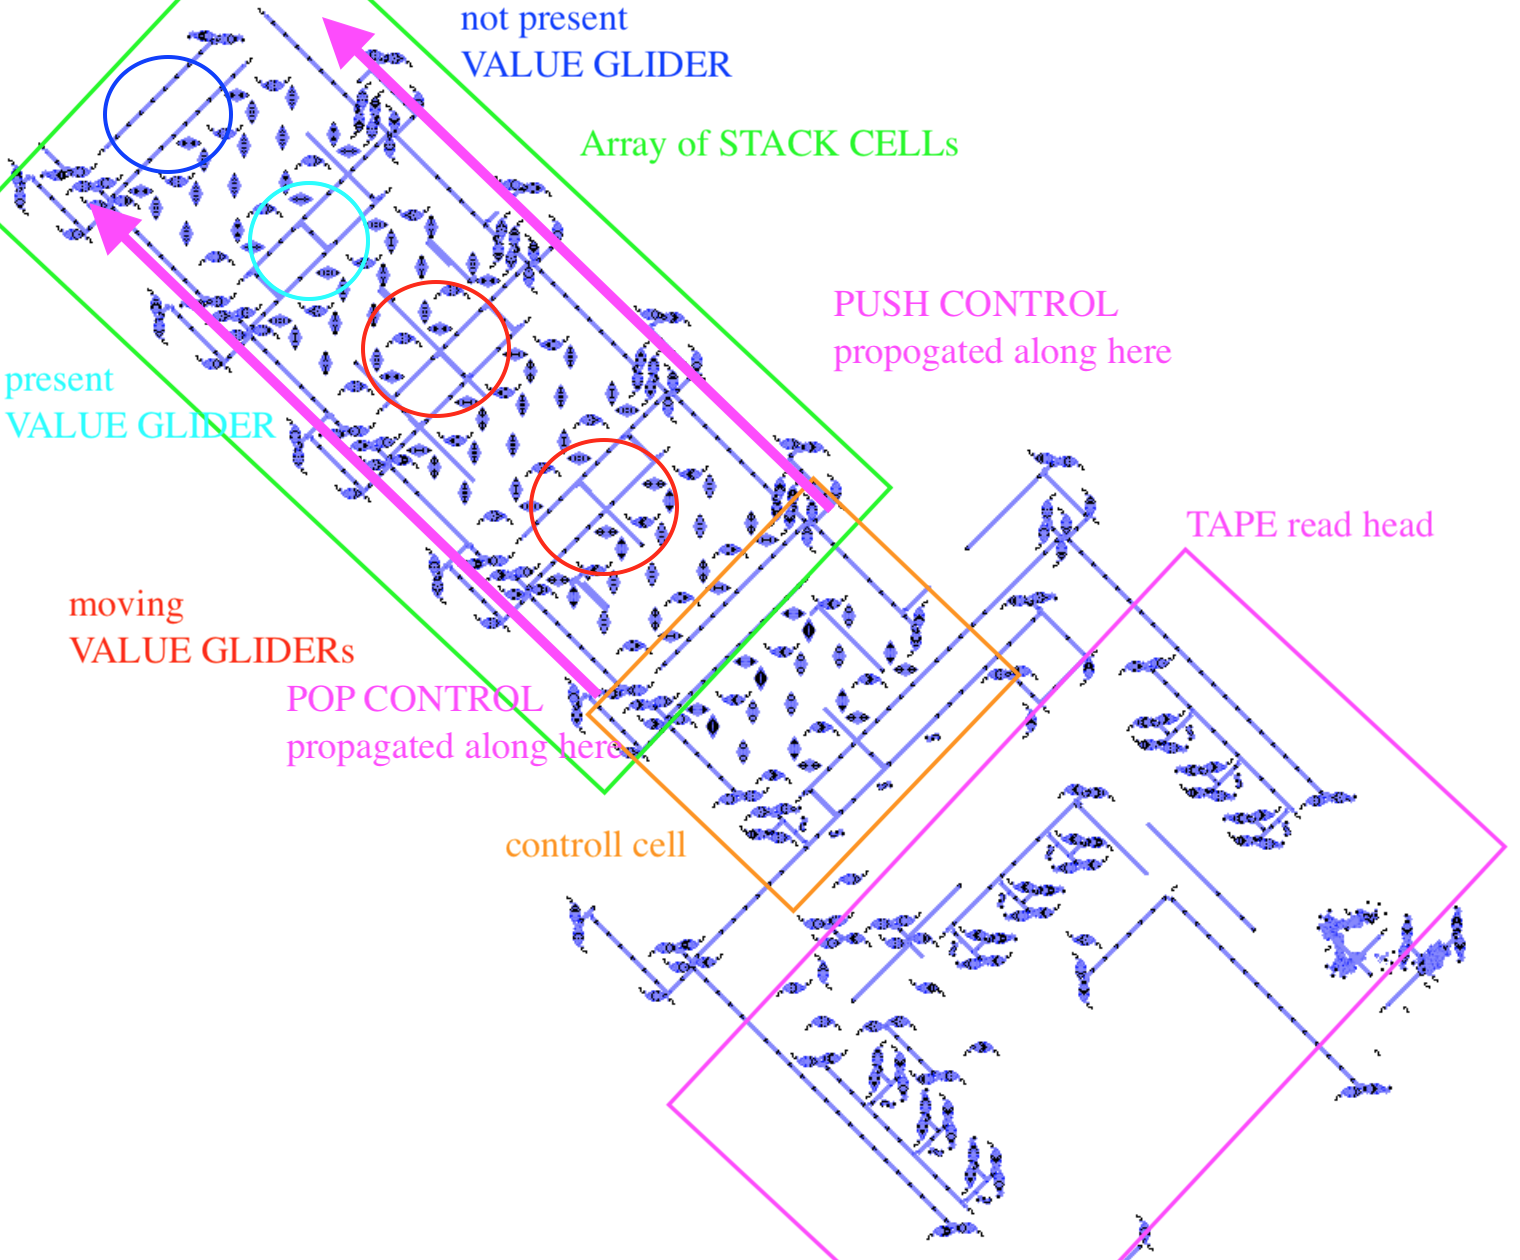 not present
VALUE GLIDER
Array of STACK CELLs
PUSH CONTROL
propogated along here
present
VALUE GLIDER
TAPE read head
moving
VALUE GLIDERs
POP CONTROL
propagated along here
controll cell